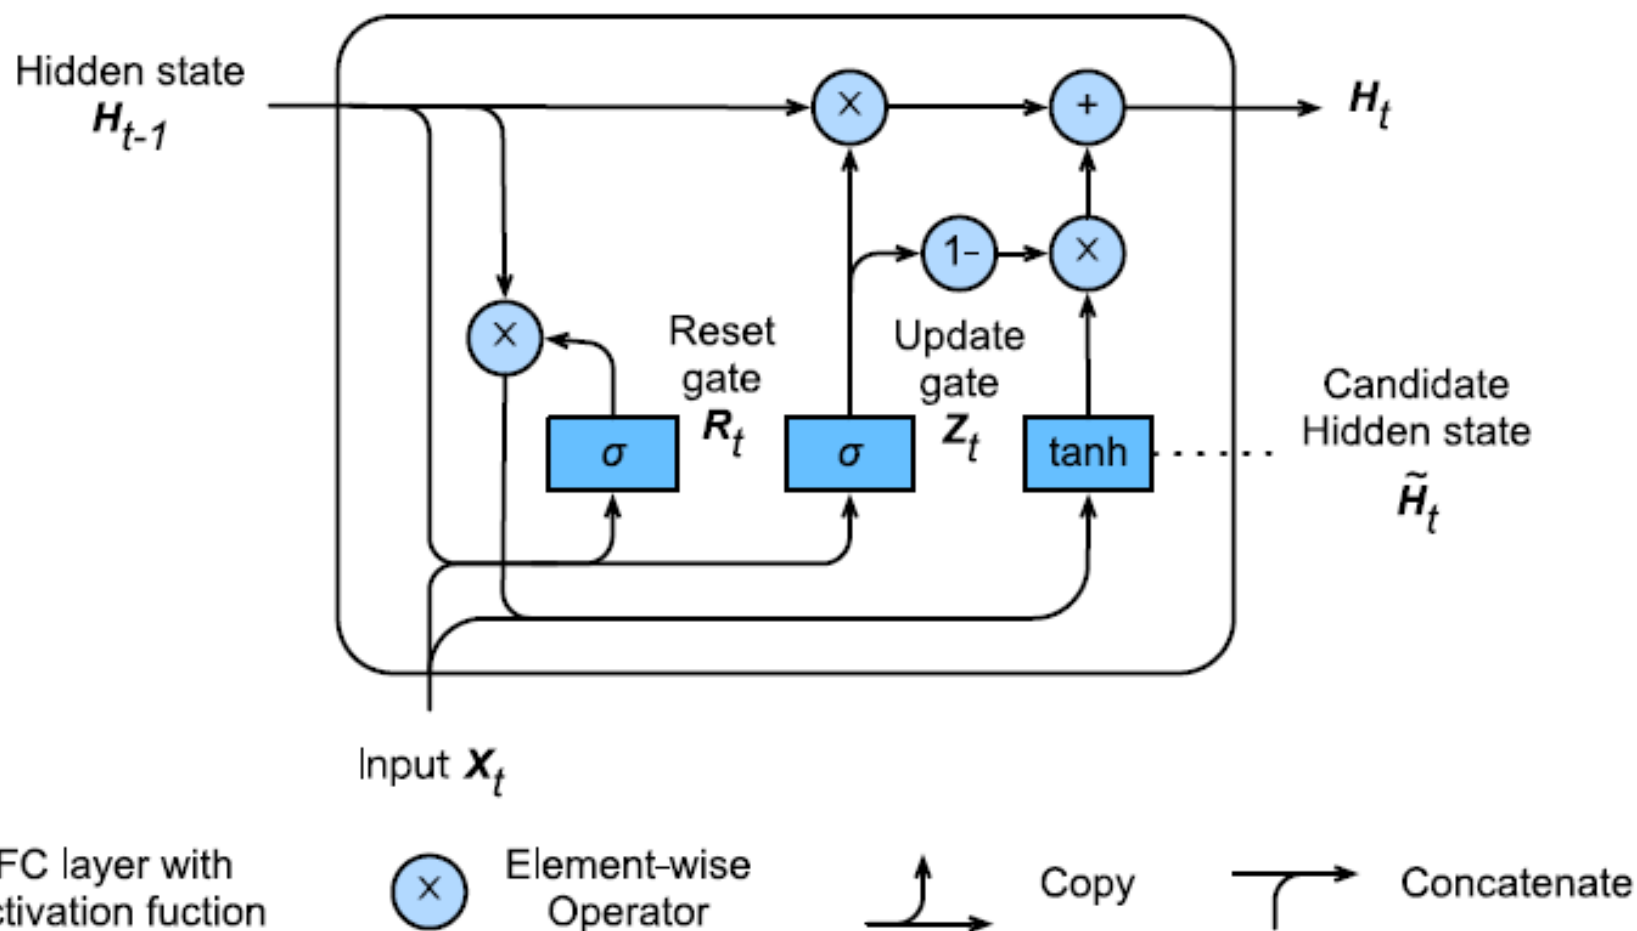 Hidden state
H_{t-1}
×
+
H_t
1-
×
×
Reset
gate
R_t
Update
gate
Z_t
σ
σ
tanh
Candidate
Hidden state
H̃_t
Input X_t
FC layer with
ctivation fuction
×
Element-wise
Operator
Copy
Concatenate